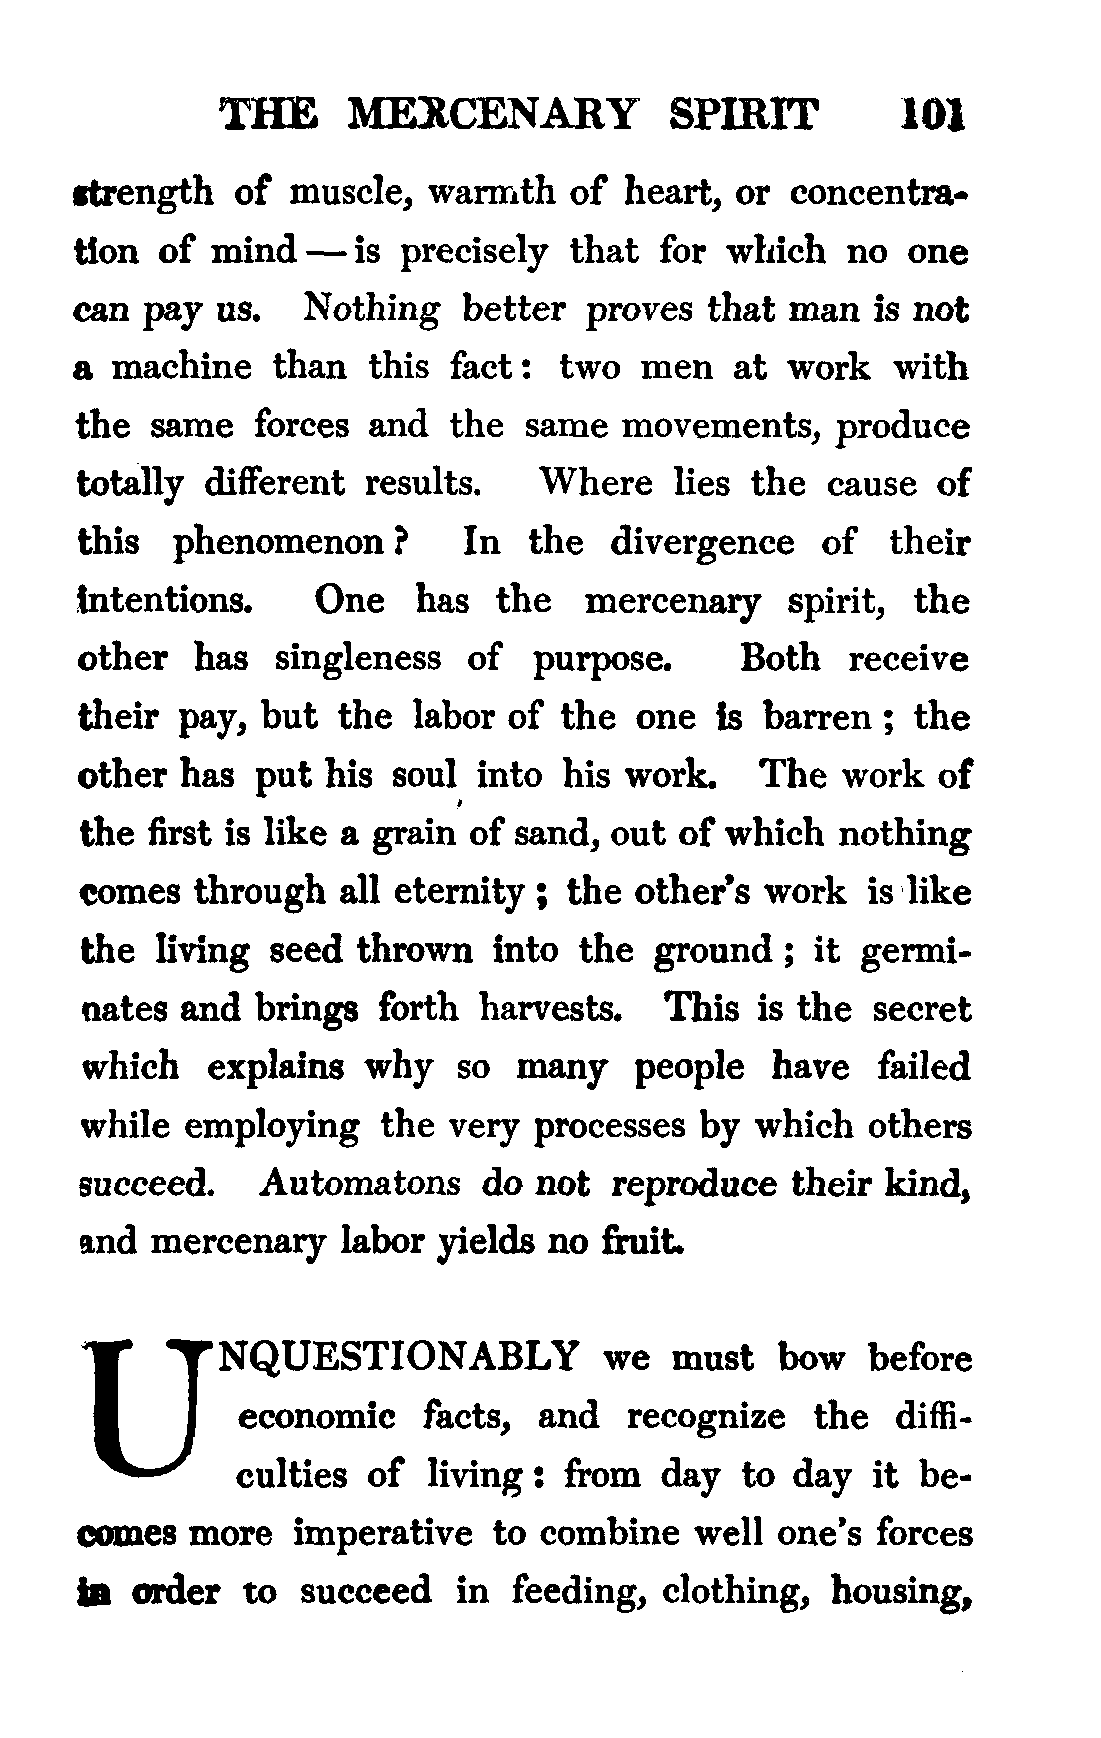 THE MERCENARY SPIRIT 101
strength of muscle, warmth of heart, or concentra-
tion of mind — is precisely that for which no one
can pay us. Nothing better proves that man is not
a machine than this fact: two men at work with
the same forces and the same movements, produce
totally different results. Where lies the cause of
this phenomenon? In the divergence of their
intentions. One has the mercenary spirit, the
other has singleness of purpose. Both receive
their pay, but the labor of the one is barren; the
other has put his soul into his work. The work of
the first is like a grain of sand, out of which nothing
comes through all eternity; the other's work is like
the living seed thrown into the ground; it germi-
nates and brings forth harvests. This is the secret
which explains why so many people have failed
while employing the very processes by which others
succeed. Automatons do not reproduce their kind,
and mercenary labor yields no fruit.
UNQUESTIONABLY we must bow before
economic facts, and recognize the diffi-
culties of living: from day to day it be-
comes more imperative to combine well one's forces
in order to succeed in feeding, clothing, housing,